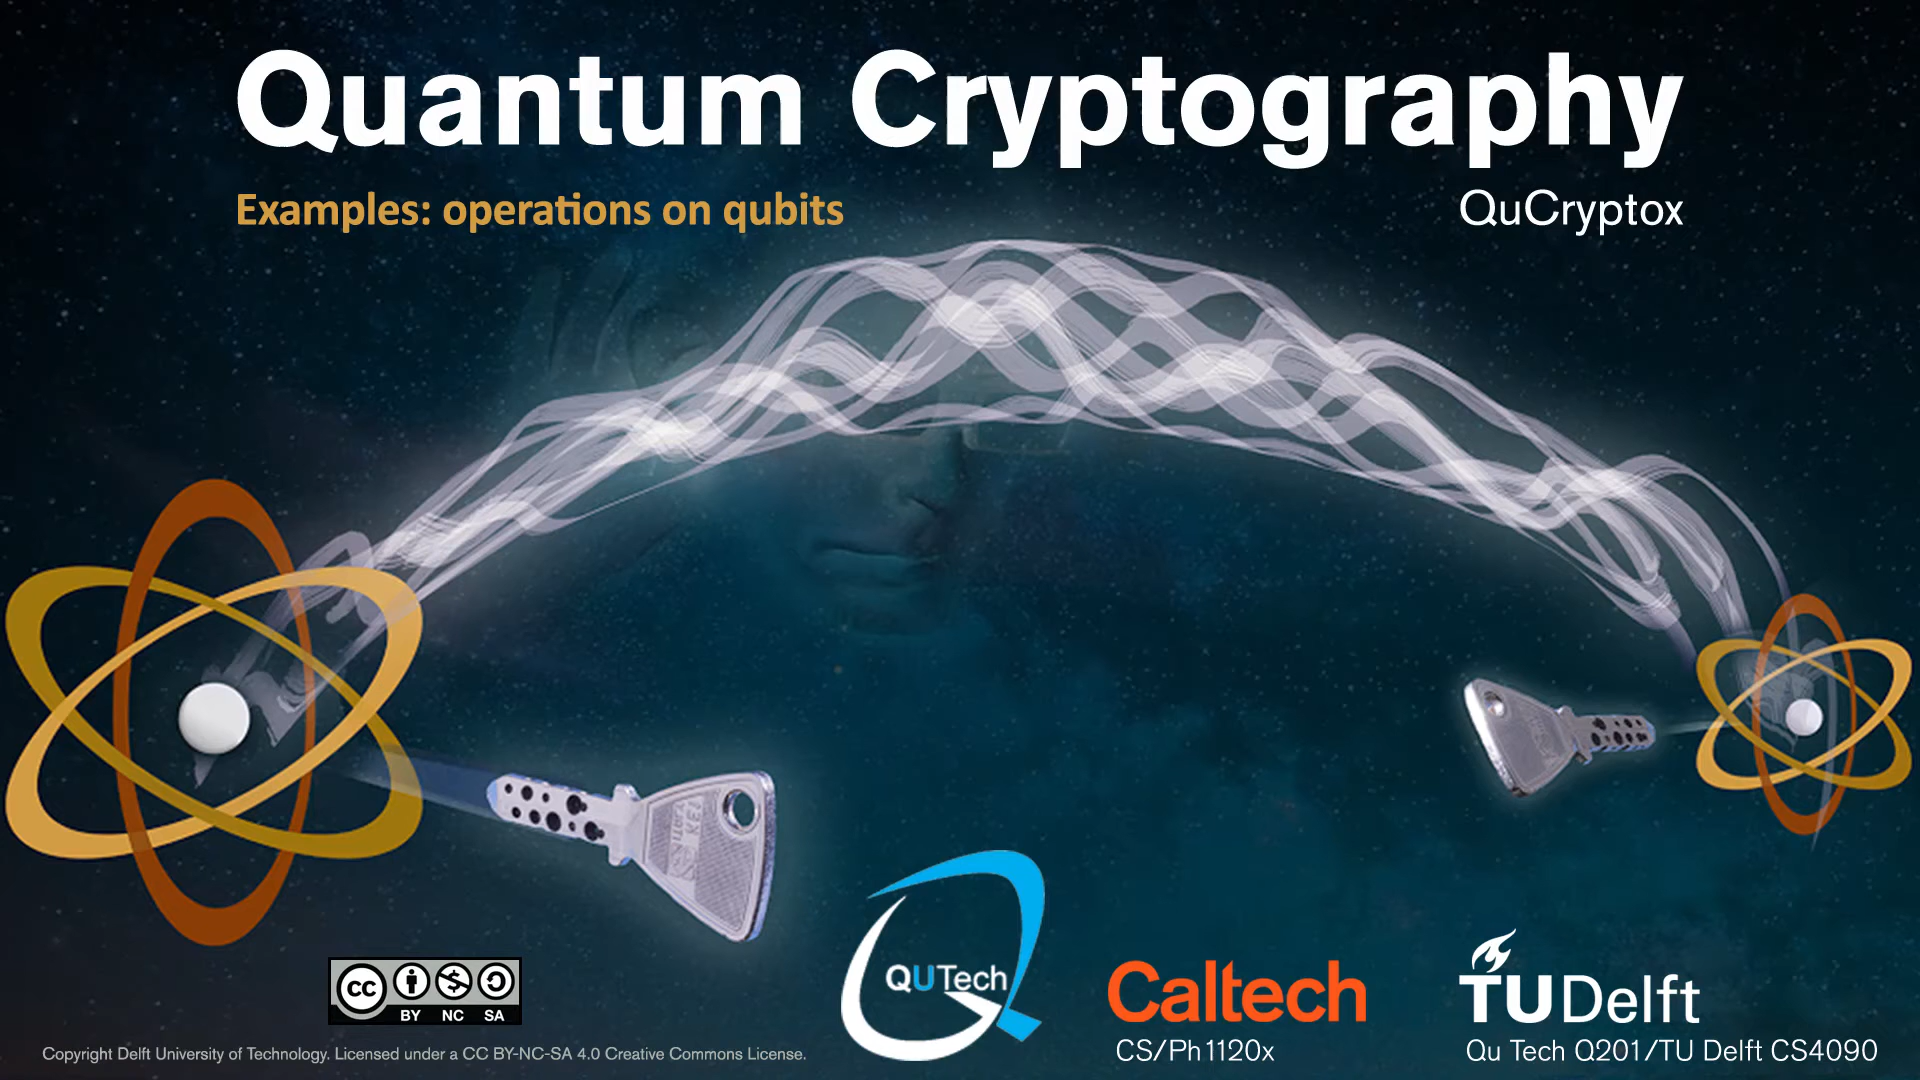 Quantum Cryptography
Examples: operations on qubits
QuCryptox
QUTech
Caltech
CS/Ph1120x
TUDelft
Qu Tech Q201/TU Delft CS4090
cc
BY NC SA
Copyright Delft University of Technology. Licensed under a CC BY-NC-SA 4.0 Creative Commons License.